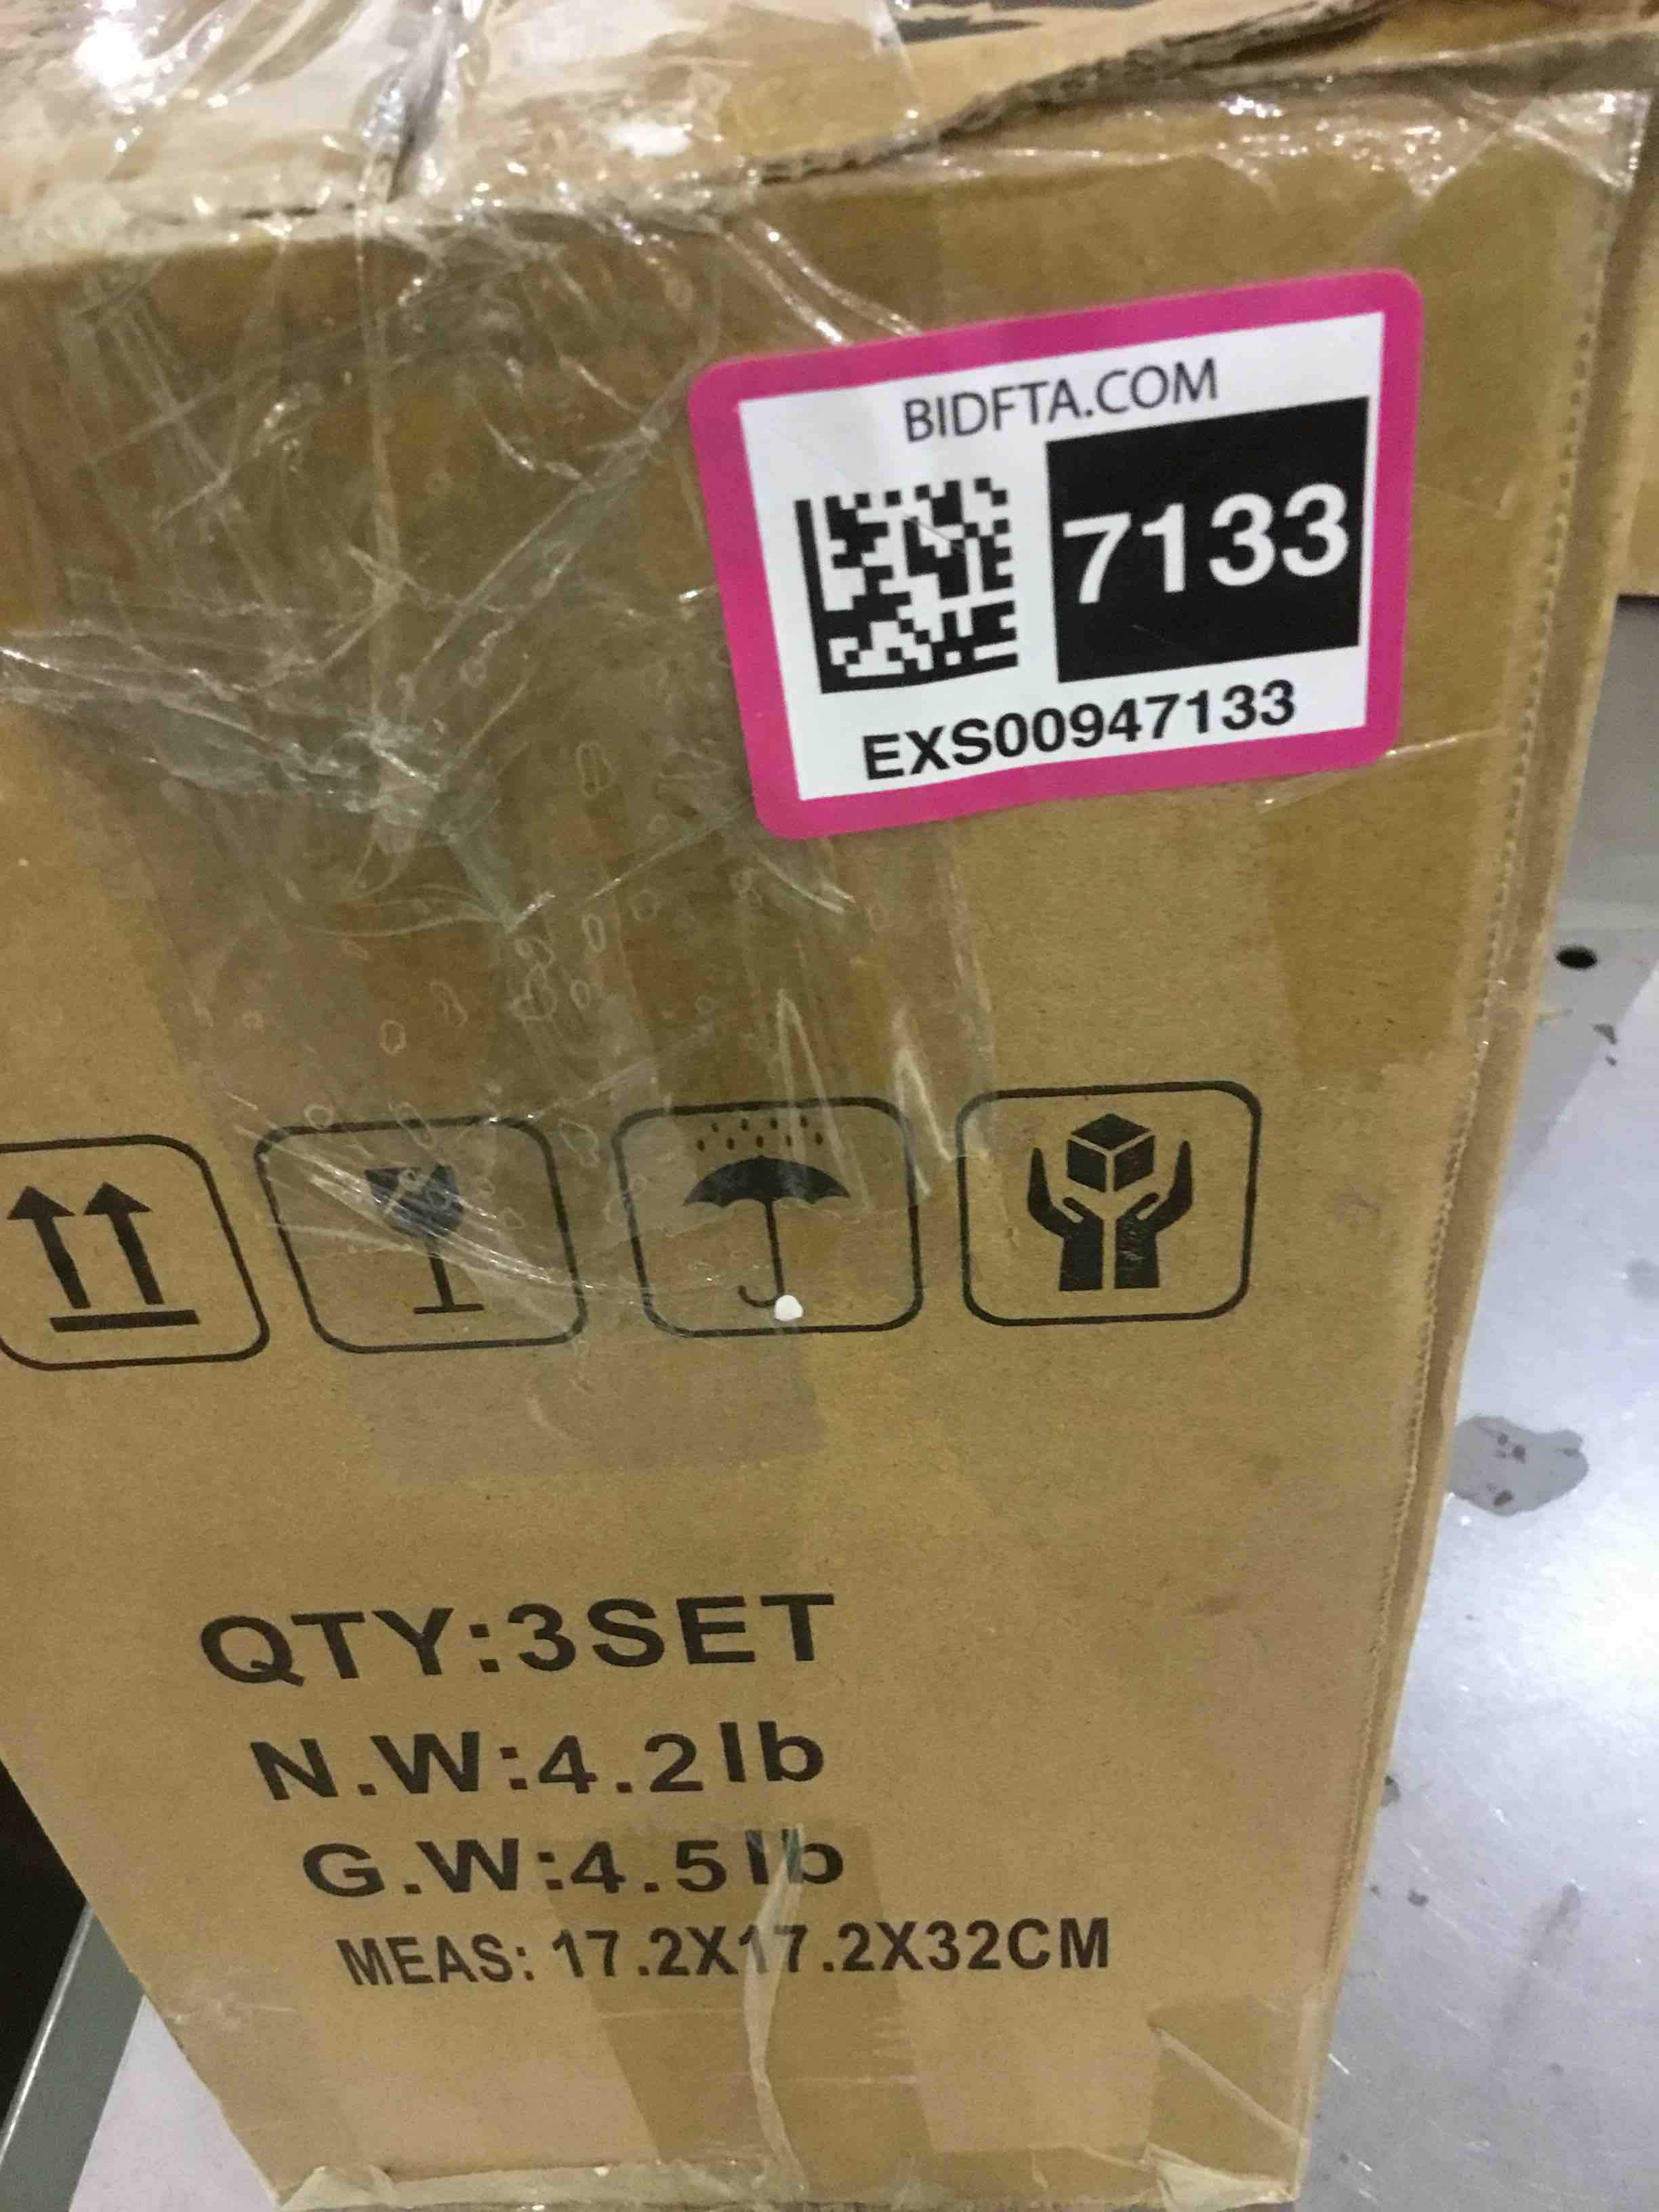 BIDFTA.COM
7133
EXS00947133
QTY:3SET
N.W:4.2lb
G.W:4.5lb
MEAS: 17.2X17.2X32CM